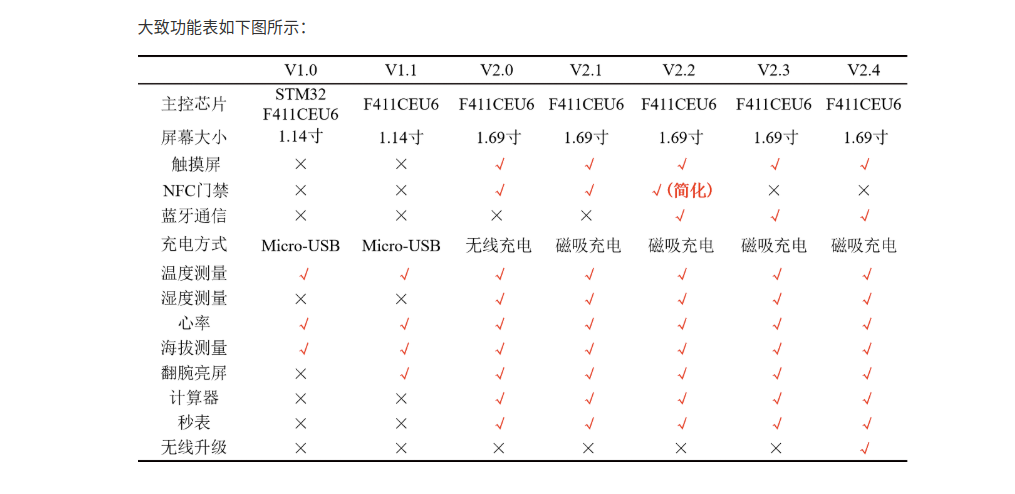 大致功能表如下图所示：
V1.0 V1.1 V2.0 V2.1 V2.2 V2.3 V2.4
主控芯片 STM32 F411CEU6 F411CEU6 F411CEU6 F411CEU6 F411CEU6 F411CEU6 F411CEU6
屏幕大小 1.14寸 1.14寸 1.69寸 1.69寸 1.69寸 1.69寸 1.69寸
触摸屏 × × √ √ √ √ √
NFC门禁 × × √ √ √(简化) × ×
蓝牙通信 × × × × √ √ √
充电方式 Micro-USB Micro-USB 无线充电 磁吸充电 磁吸充电 磁吸充电 磁吸充电
温度测量 √ √ √ √ √ √ √
湿度测量 × × √ √ √ √ √
心率 √ √ √ √ √ √ √
海拔测量 √ √ √ √ √ √ √
翻腕亮屏 × √ √ √ √ √ √
计算器 × × √ √ √ √ √
秒表 × × √ √ √ √ √
无线升级 × × × × × × √